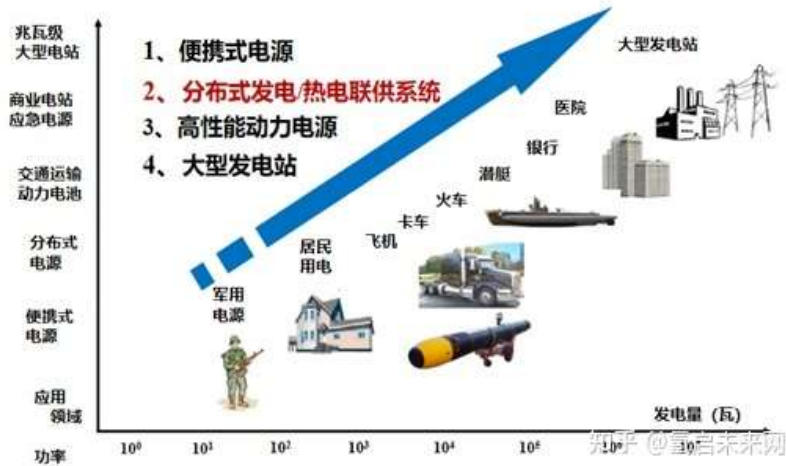 兆瓦级
大型电站
商业电站
应急电源
交通运输
动力电池
分布式
电源
便携式
电源
应用
领域
功率
1、便携式电源
2、分布式发电/热电联供系统
3、高性能动力电源
4、大型发电站
军用
电源
居民
用电
飞机
卡车
火车
潜艇
银行
医院
大型发电站
发电量（瓦）
10⁰
10¹
10²
10³
10⁴
10⁵
10⁶
知乎 @氢启未来网